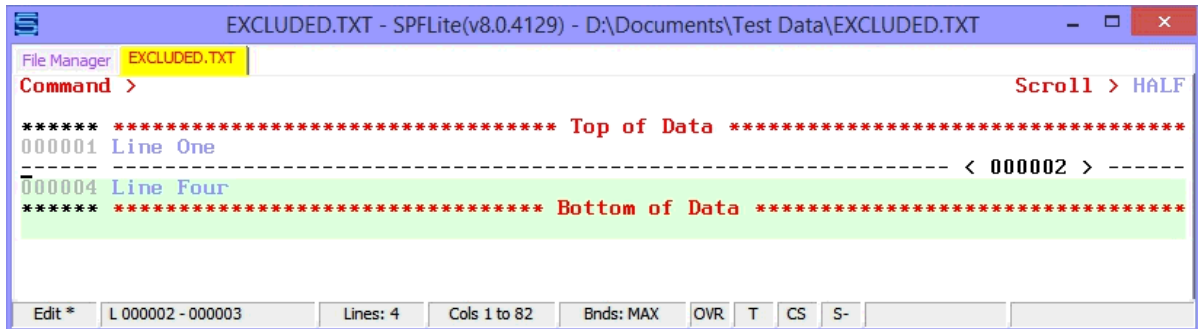 EXCLUDED.TXT - SPFLite(v8.0.4129) - D:\Documents\Test Data\EXCLUDED.TXT
File Manager EXCLUDED.TXT
Command > Scroll > HALF
****** ********************************** Top of Data ***********************************
000001 Line One
------ ---------------------------------------------------------------- < 000002 > ------
000004 Line Four
****** ********************************* Bottom of Data *********************************
Edit * L 000002 - 000003 Lines: 4 Cols 1 to 82 Bnds: MAX OVR T CS S-